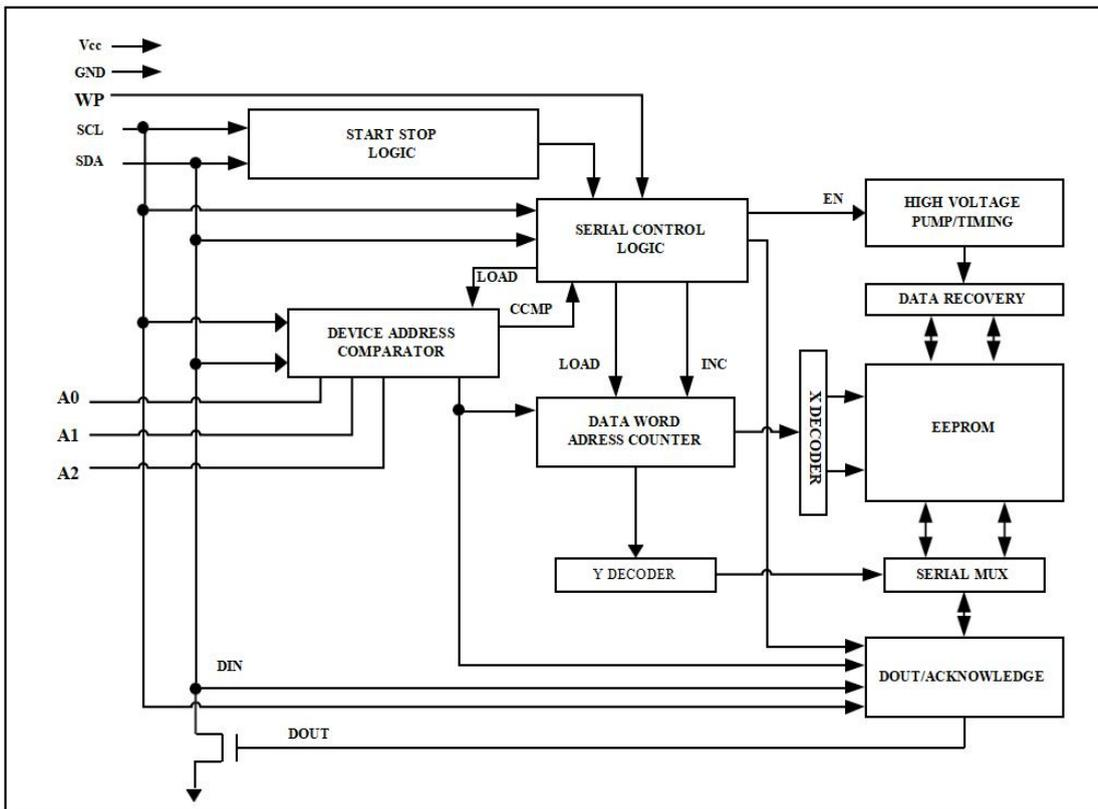 Vcc
GND
WP
SCL
SDA
START STOP
LOGIC
SERIAL CONTROL
LOGIC
EN
HIGH VOLTAGE
PUMP/TIMING
DATA RECOVERY
LOAD
CCMP
DEVICE ADDRESS
COMPARATOR
LOAD
INC
A0
A1
A2
DATA WORD
ADRESS COUNTER
X DECODER
EEPROM
Y DECODER
SERIAL MUX
DIN
DOUT/ACKNOWLEDGE
DOUT